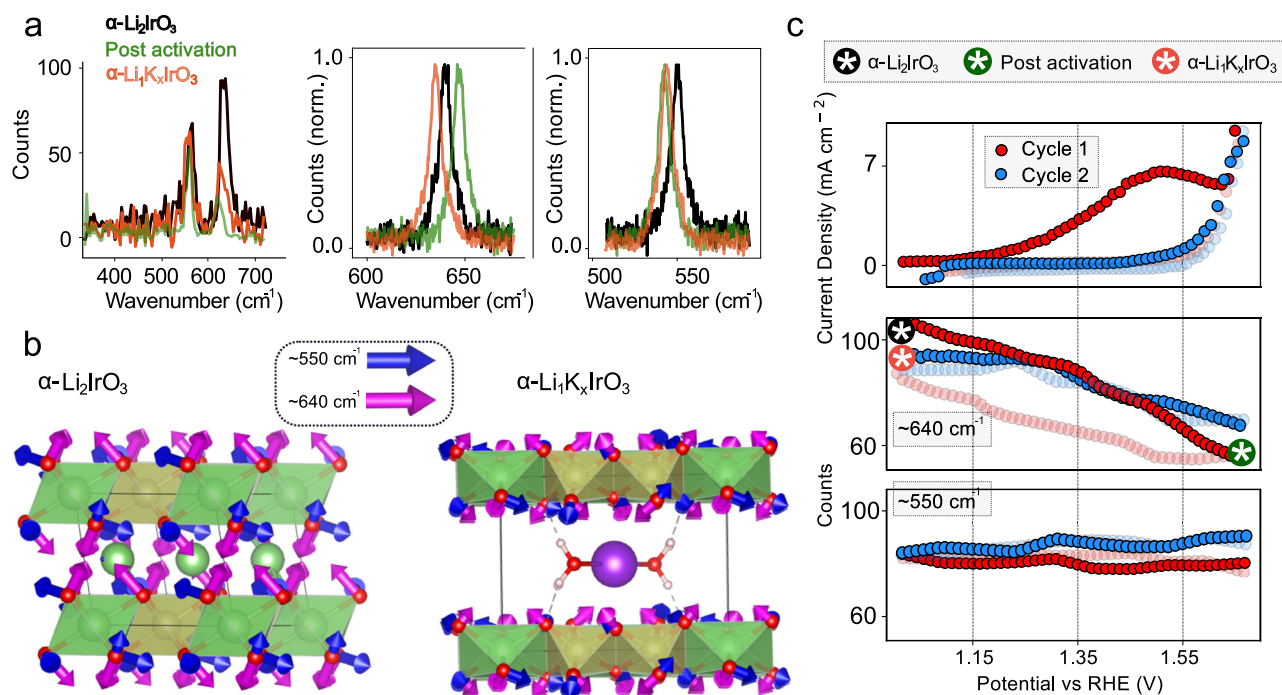 a
α-Li₂IrO₃
Post activation
α-Li₁KₓIrO₃
100
50
0
Counts
400 500 600 700
Wavenumber (cm⁻¹)
1.0
0.0
Counts (norm.)
600 650
Wavenumber (cm⁻¹)
1.0
0.0
Counts (norm.)
500 550
Wavenumber (cm⁻¹)
b
α-Li₂IrO₃
~550 cm⁻¹
~640 cm⁻¹
α-Li₁KₓIrO₃
c
α-Li₂IrO₃ Post activation α-Li₁KₓIrO₃
Cycle 1
Cycle 2
7
0
Current Density (mA cm⁻²)
100
60
~640 cm⁻¹
Counts
~550 cm⁻¹
100
60
1.15 1.35 1.55
Potential vs RHE (V)